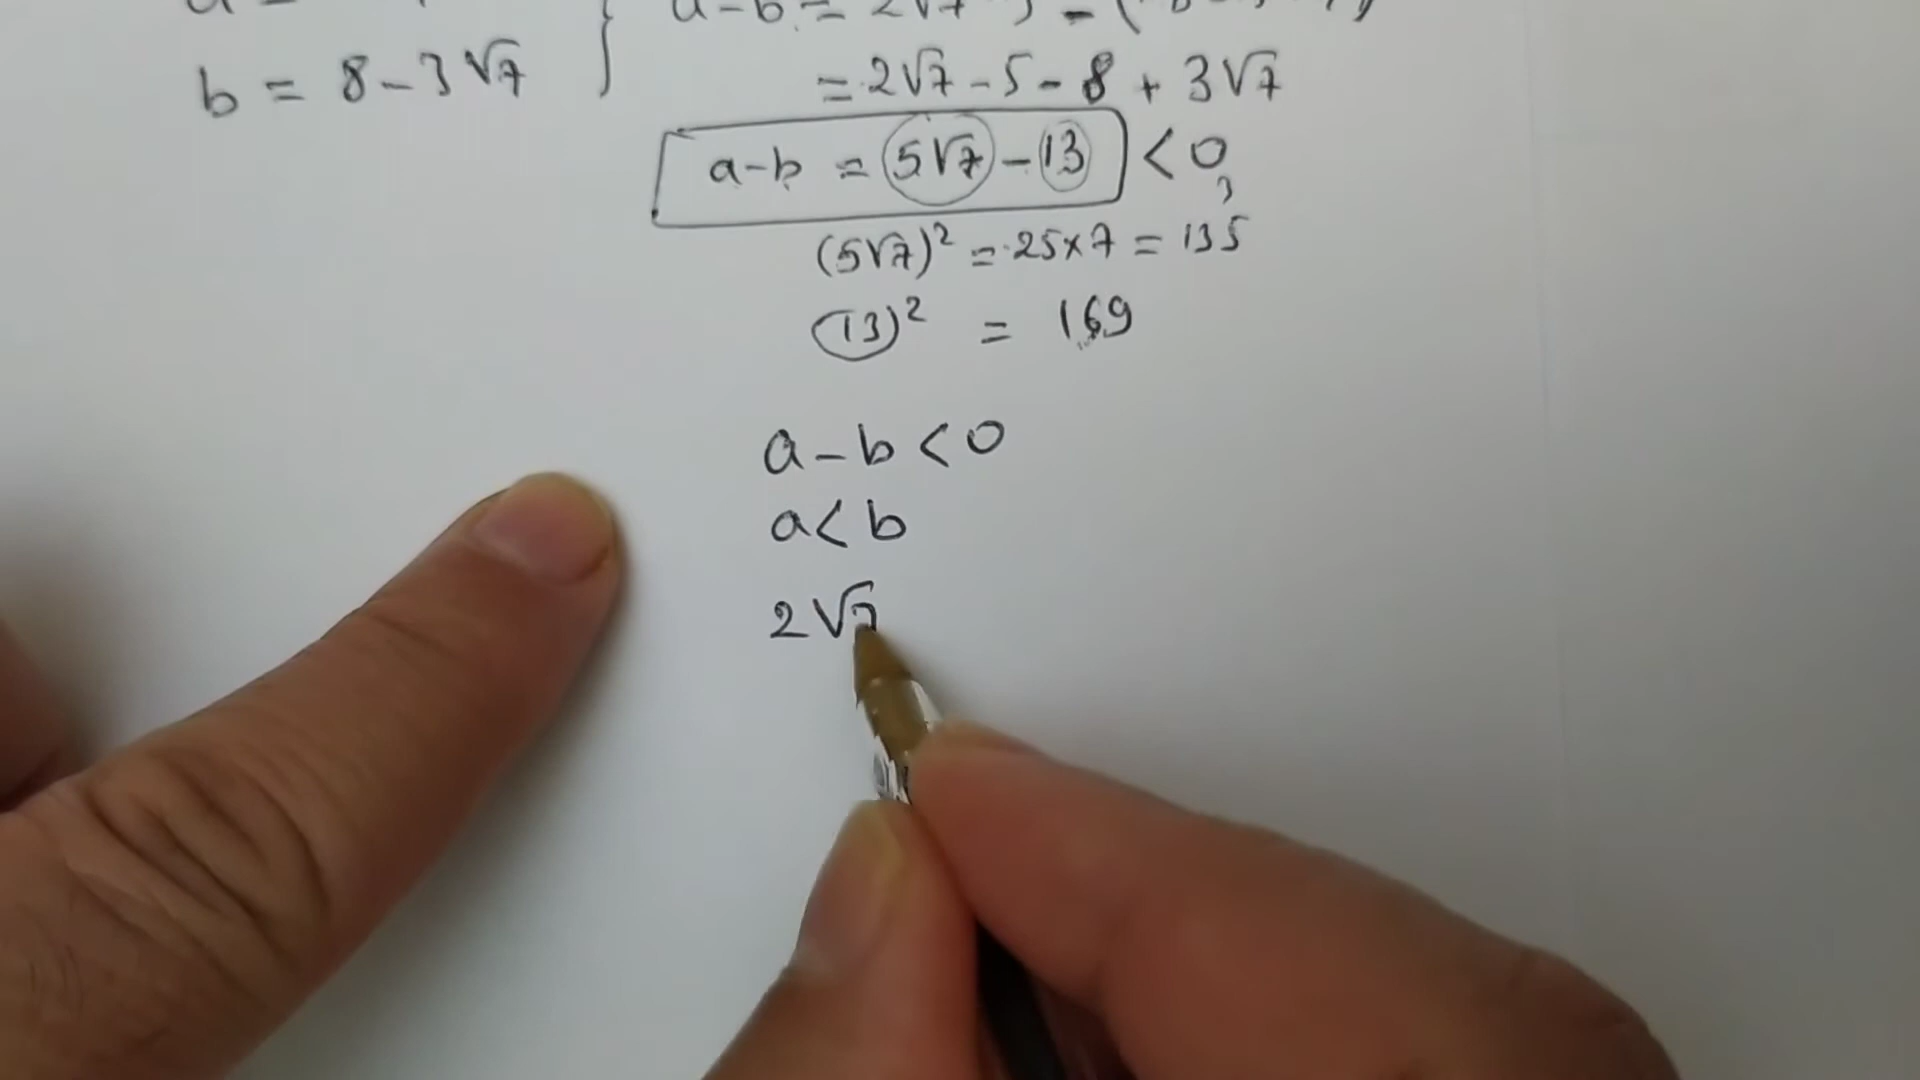 b = 8 - 3√7
= 2√7 - 5 - 8 + 3√7
a-b = 5√7 - 13 < 0,
(5√7)² = 25×7 = 135
(13)² = 169
a-b < 0
a < b
2√7